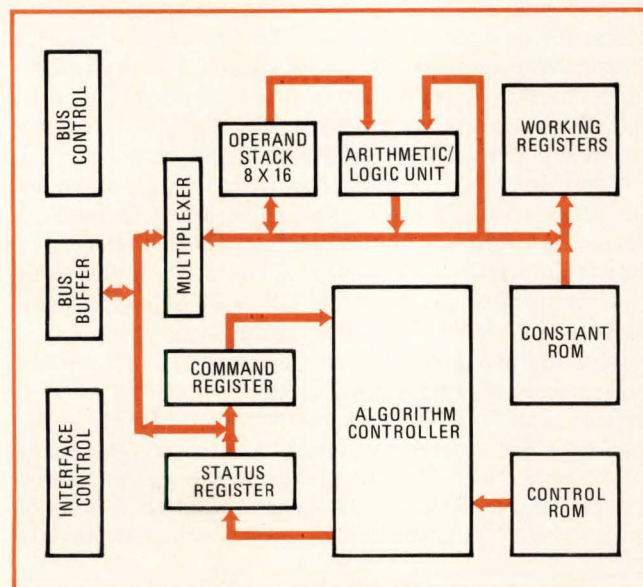 BUS
CONTROL
OPERAND
STACK
8 X 16
ARITHMETIC/
LOGIC UNIT
WORKING
REGISTERS
MULTIPLEXER
BUS
BUFFER
COMMAND
REGISTER
ALGORITHM
CONTROLLER
CONSTANT
ROM
INTERFACE
CONTROL
STATUS
REGISTER
CONTROL
ROM